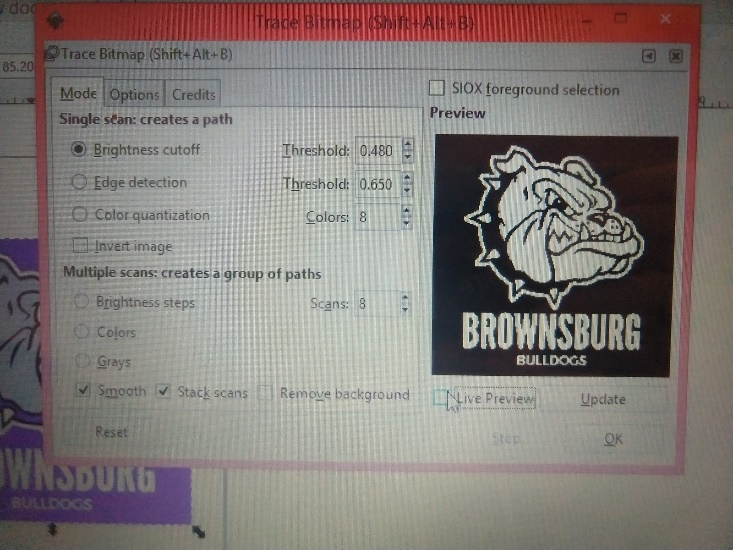 Trace Bitmap (Shift+Alt+B)
Trace Bitmap (Shift+Alt+B)
85.20
Mode Options Credits
SIOX foreground selection
Single scan: creates a path
Preview
Brightness cutoff Threshold: 0.480
Edge detection Threshold: 0.650
Color quantization Colors: 8
Invert image
Multiple scans: creates a group of paths
Brightness steps Scans: 8
Colors
Grays
Smooth Stack scans Remove background
BROWNSBURG
BULLDOGS
Live Preview Update
Reset Stop OK
OWNSBURG
BULLDOGS